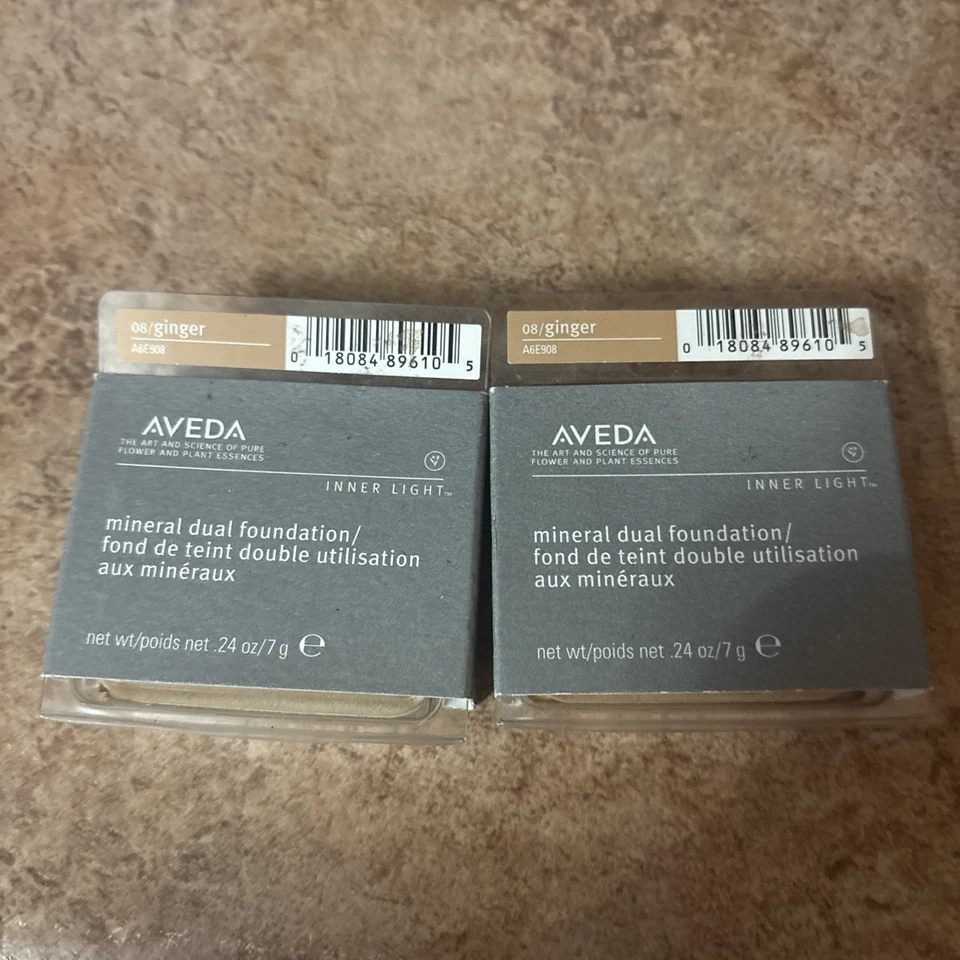 08/ginger
A6E908
0 18084 89610 5
AVEDA
THE ART AND SCIENCE OF PURE
FLOWER AND PLANT ESSENCES
INNER LIGHT™
mineral dual foundation/
fond de teint double utilisation
aux minéraux
net wt/poids net .24 oz/7 g ℮
08/ginger
A6E908
0 18084 89610 5
AVEDA
THE ART AND SCIENCE OF PURE
FLOWER AND PLANT ESSENCES
INNER LIGHT™
mineral dual foundation/
fond de teint double utilisation
aux minéraux
net wt/poids net .24 oz/7 g ℮